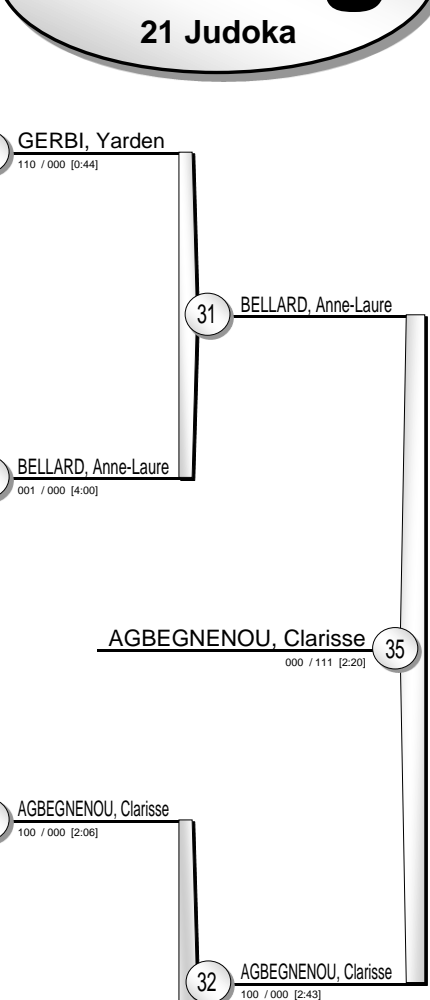 21 Judoka
GERBI, Yarden
110 / 000 [0:44]
31
BELLARD, Anne-Laure
BELLARD, Anne-Laure
001 / 000 [4:00]
AGBEGNENOU, Clarisse
35
000 / 111 [2:20]
AGBEGNENOU, Clarisse
100 / 000 [2:06]
32
AGBEGNENOU, Clarisse
100 / 000 [2:43]